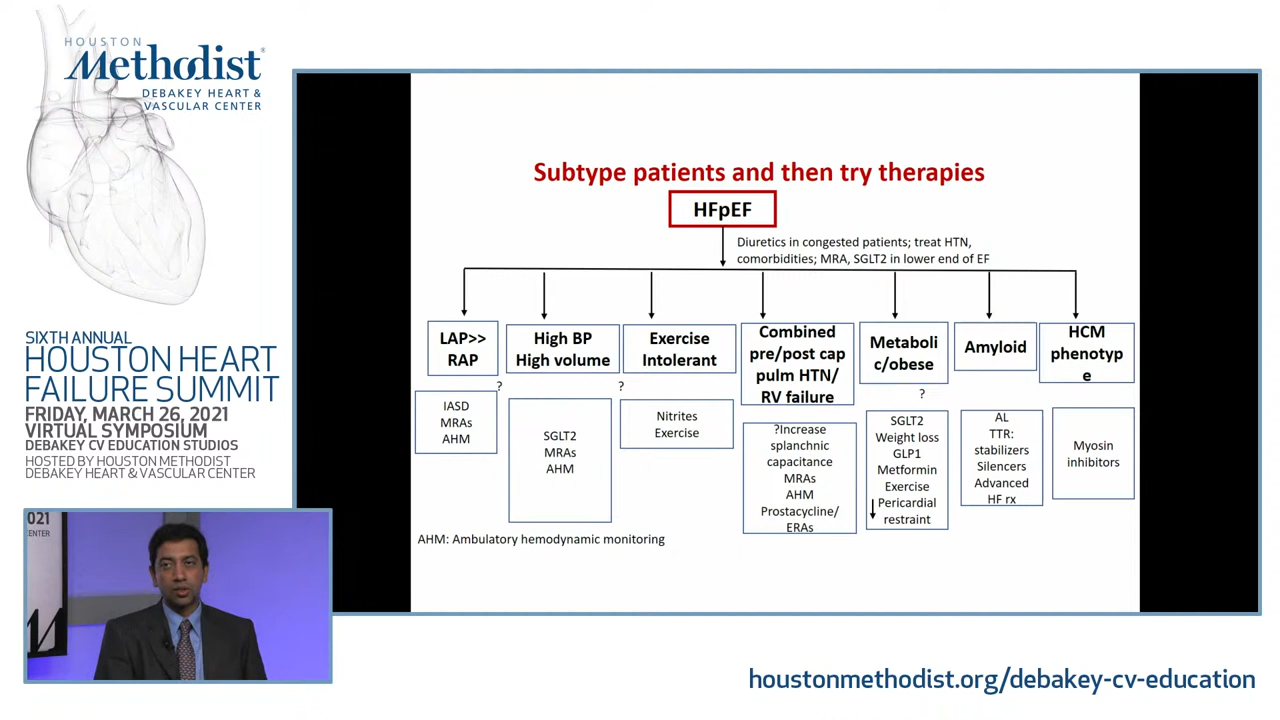 HOUSTON
Methodist®
DEBAKEY HEART &
VASCULAR CENTER
SIXTH ANNUAL
HOUSTON HEART
FAILURE SUMMIT
FRIDAY, MARCH 26, 2021
VIRTUAL SYMPOSIUM
DEBAKEY CV EDUCATION STUDIOS
HOSTED BY HOUSTON METHODIST
DEBAKEY HEART & VASCULAR CENTER
Subtype patients and then try therapies
HFpEF
Diuretics in congested patients; treat HTN,
comorbidities; MRA, SGLT2 in lower end of EF
LAP>>
RAP
?
IASD
MRAs
AHM
High BP
High volume
?
SGLT2
MRAs
AHM
Exercise
Intolerant
Nitrites
Exercise
Combined
pre/post cap
pulm HTN/
RV failure
?Increase
splanchnic
capacitance
MRAs
AHM
Prostacycline/
ERAs
Metaboli
c/obese
?
SGLT2
Weight loss
GLP1
Metformin
Exercise
Pericardial
restraint
Amyloid
AL
TTR:
stabilizers
Silencers
Advanced
HF rx
HCM
phenotyp
e
Myosin
inhibitors
AHM: Ambulatory hemodynamic monitoring
021
ENTER
M
houstonmethodist.org/debakey-cv-education